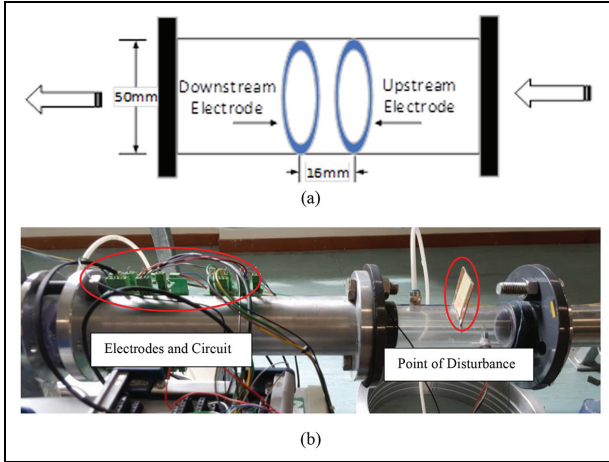 Downstream
Electrode
Upstream
Electrode
50mm
16mm
(a)
Electrodes and Circuit
Point of Disturbance
(b)